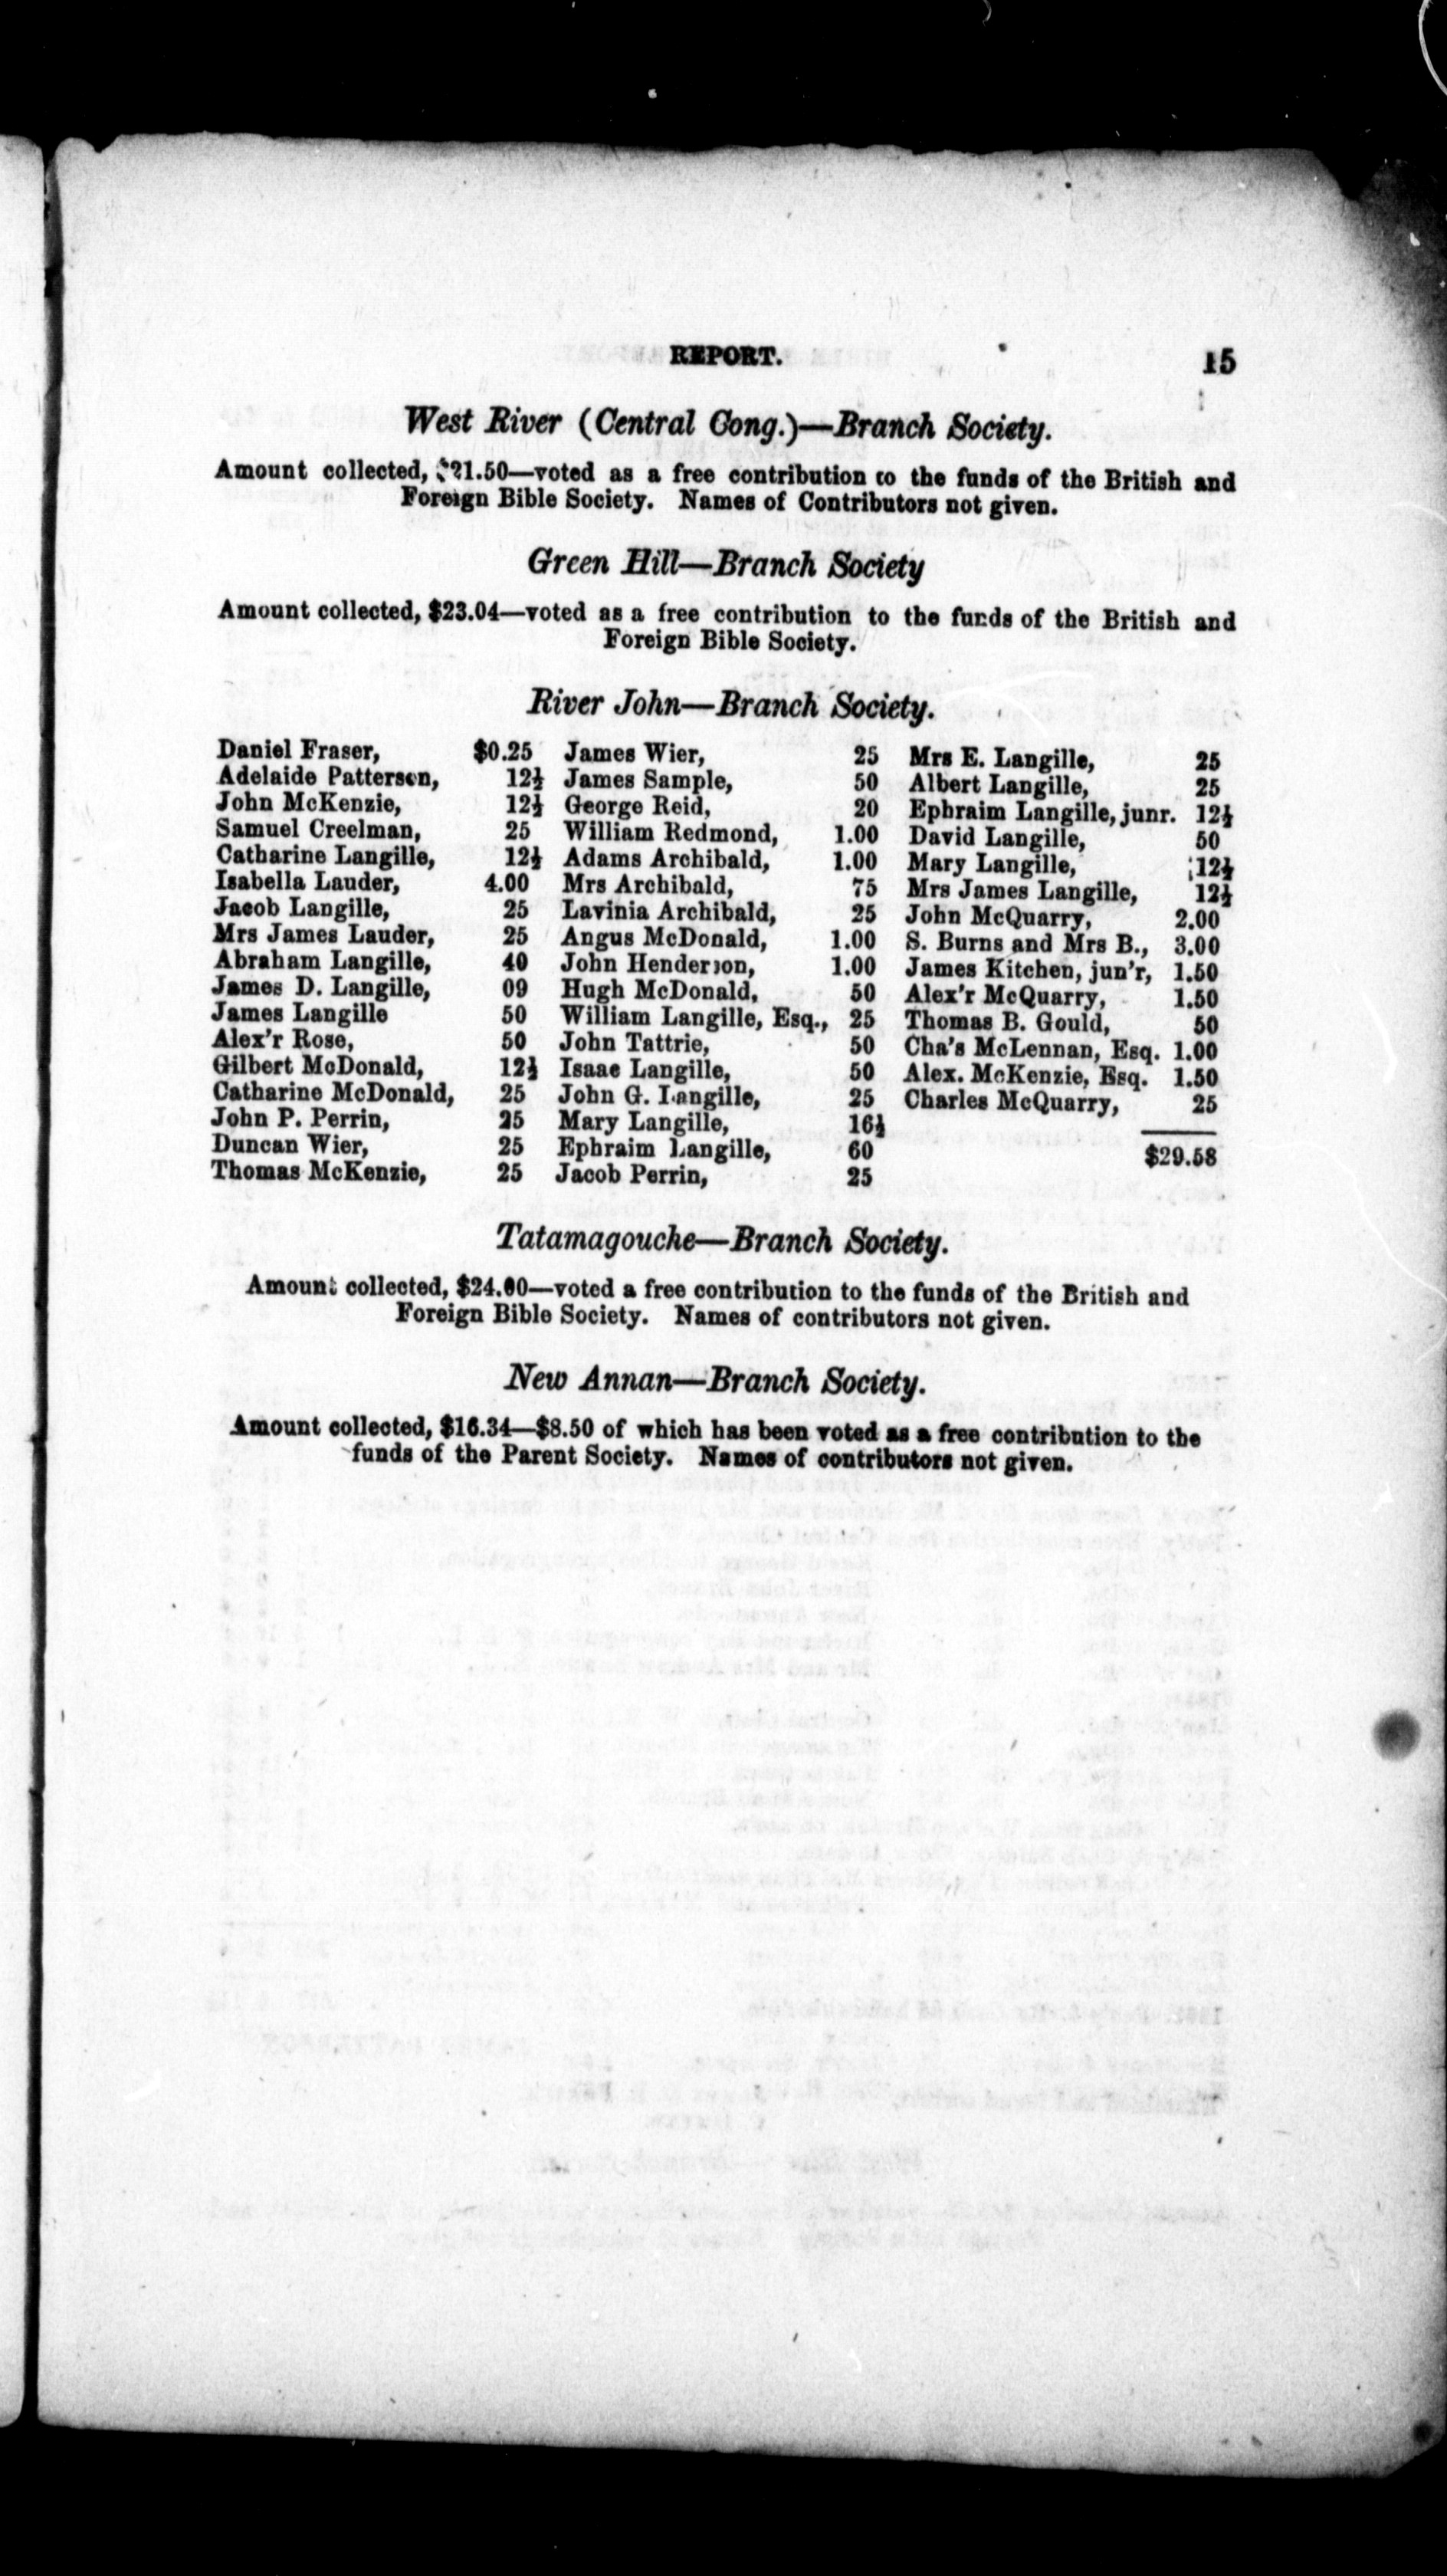 REPORT. 15
West River (Central Cong.)—Branch Society.
Amount collected, $21.50—voted as a free contribution to the funds of the British and
Foreign Bible Society. Names of Contributors not given.
Green Hill—Branch Society
Amount collected, $23.04—voted as a free contribution to the funds of the British and
Foreign Bible Society.
River John—Branch Society.
Daniel Fraser, $0.25
Adelaide Patterson, 12½
John McKenzie, 12½
Samuel Creelman, 25
Catharine Langille, 12½
Isabella Lauder, 4.00
Jacob Langille, 25
Mrs James Lauder, 25
Abraham Langille, 40
James D. Langille, 09
James Langille 50
Alex'r Rose, 50
Gilbert McDonald, 12½
Catharine McDonald, 25
John P. Perrin, 25
Duncan Wier, 25
Thomas McKenzie, 25
James Wier, 25
James Sample, 50
George Reid, 20
William Redmond, 1.00
Adams Archibald, 1.00
Mrs Archibald, 75
Lavinia Archibald, 25
Angus McDonald, 1.00
John Henderson, 1.00
Hugh McDonald, 50
William Langille, Esq., 25
John Tattrie, 50
Isaac Langille, 50
John G. Langille, 25
Mary Langille, 16½
Ephraim Langille, 60
Jacob Perrin, 25
Mrs E. Langille, 25
Albert Langille, 25
Ephraim Langille, junr. 12½
David Langille, 50
Mary Langille, 12½
Mrs James Langille, 12½
John McQuarry, 2.00
S. Burns and Mrs B., 3.00
James Kitchen, jun'r, 1.50
Alex'r McQuarry, 1.50
Thomas B. Gould, 50
Cha's McLennan, Esq. 1.00
Alex. McKenzie, Esq. 1.50
Charles McQuarry, 25
$29.58
Tatamagouche—Branch Society.
Amount collected, $24.00—voted a free contribution to the funds of the British and
Foreign Bible Society. Names of contributors not given.
New Annan—Branch Society.
Amount collected, $16.34—$8.50 of which has been voted as a free contribution to the
funds of the Parent Society. Names of contributors not given.